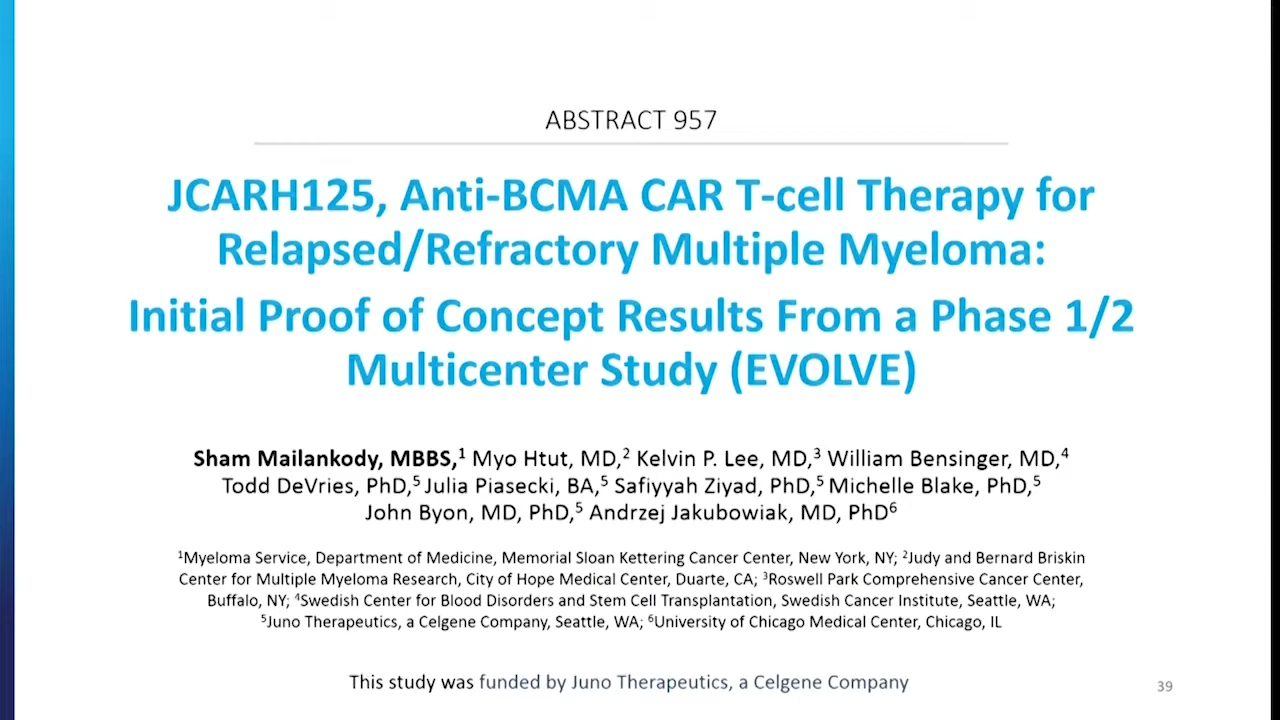 ABSTRACT 957
JCARH125, Anti-BCMA CAR T-cell Therapy for
Relapsed/Refractory Multiple Myeloma:
Initial Proof of Concept Results From a Phase 1/2
Multicenter Study (EVOLVE)
Sham Mailankody, MBBS,¹ Myo Htut, MD,² Kelvin P. Lee, MD,³ William Bensinger, MD,⁴
Todd DeVries, PhD,⁵ Julia Piasecki, BA,⁵ Safiyyah Ziyad, PhD,⁵ Michelle Blake, PhD,⁵
John Byon, MD, PhD,⁵ Andrzej Jakubowiak, MD, PhD⁶
¹Myeloma Service, Department of Medicine, Memorial Sloan Kettering Cancer Center, New York, NY; ²Judy and Bernard Briskin
Center for Multiple Myeloma Research, City of Hope Medical Center, Duarte, CA; ³Roswell Park Comprehensive Cancer Center,
Buffalo, NY; ⁴Swedish Center for Blood Disorders and Stem Cell Transplantation, Swedish Cancer Institute, Seattle, WA;
⁵Juno Therapeutics, a Celgene Company, Seattle, WA; ⁶University of Chicago Medical Center, Chicago, IL
This study was funded by Juno Therapeutics, a Celgene Company
39